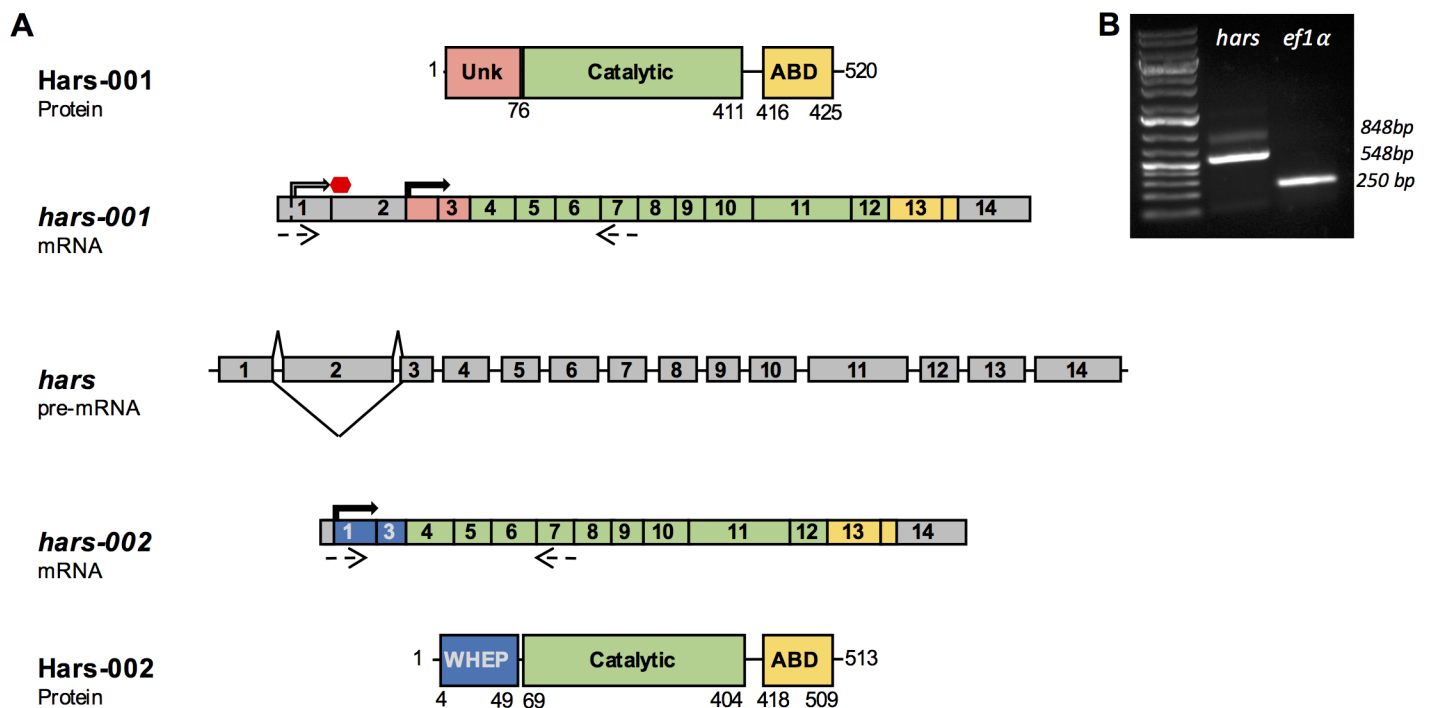 A
Hars-001
Protein
1
Unk
Catalytic
ABD
520
76
411
416
425
hars-001
mRNA
1 2 3 4 5 6 7 8 9 10 11 12 13 14
hars
pre-mRNA
1 2 3 4 5 6 7 8 9 10 11 12 13 14
hars-002
mRNA
1 3 4 5 6 7 8 9 10 11 12 13 14
Hars-002
Protein
1
WHEP
Catalytic
ABD
513
4
49
69
404
418
509
B
hars
ef1α
848bp
548bp
250 bp